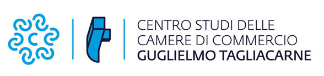 CENTRO STUDI DELLE
CAMERE DI COMMERCIO
GUGLIELMO TAGLIACARNE